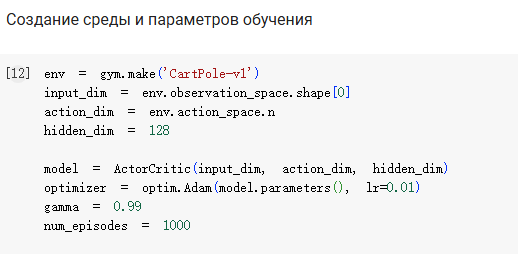 Создание среды и параметров обучения
[12] env = gym.make('CartPole-v1')
input_dim = env.observation_space.shape[0]
action_dim = env.action_space.n
hidden_dim = 128
model = ActorCritic(input_dim, action_dim, hidden_dim)
optimizer = optim.Adam(model.parameters(), lr=0.01)
gamma = 0.99
num_episodes = 1000